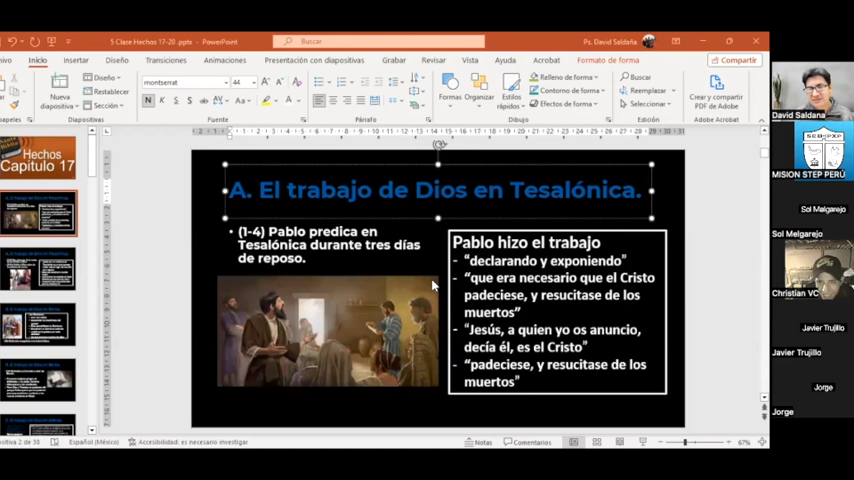 5 Clase Hechos 17-20 .pptx - PowerPoint
Buscar
Ps. David Saldaña
Inicio
Insertar
Diseño
Transiciones
Animaciones
Presentación con diapositivas
Grabar
Revisar
Vista
Ayuda
Acrobat
Formato de forma
Compartir
Nueva
diapositiva
Diseño
Restablecer
Sección
montserrat
44
N
K
S
Fuente
Párrafo
Formas
Organizar
Estilos
rápidos
Relleno de forma
Contorno de forma
Efectos de forma
Dibujo
Buscar
Reemplazar
Seleccionar
Edición
Crear y compartir
PDF de Adobe
Adobe Acrobat
Hechos
Capitulo 17
A. El trabajo de Dios en Tesalónica.
• (1-4) Pablo predica en
Tesalónica durante tres días
de reposo.
Pablo hizo el trabajo
- “declarando y exponiendo”
- “que era necesario que el Cristo
padeciese, y resucitase de los
muertos”
- “Jesús, a quien yo os anuncio,
decía él, es el Cristo”
- “padeciese, y resucitase de los
muertos”
Español (México)
Accesibilidad: es necesario investigar
Notas
Comentarios
67%
David Saldana
MISION STEP PERÚ
Sol Malgarejo
Sol Melgarejo
Christian VC
Javier Trujillo
Javier Trujillo
Jorge
Jorge